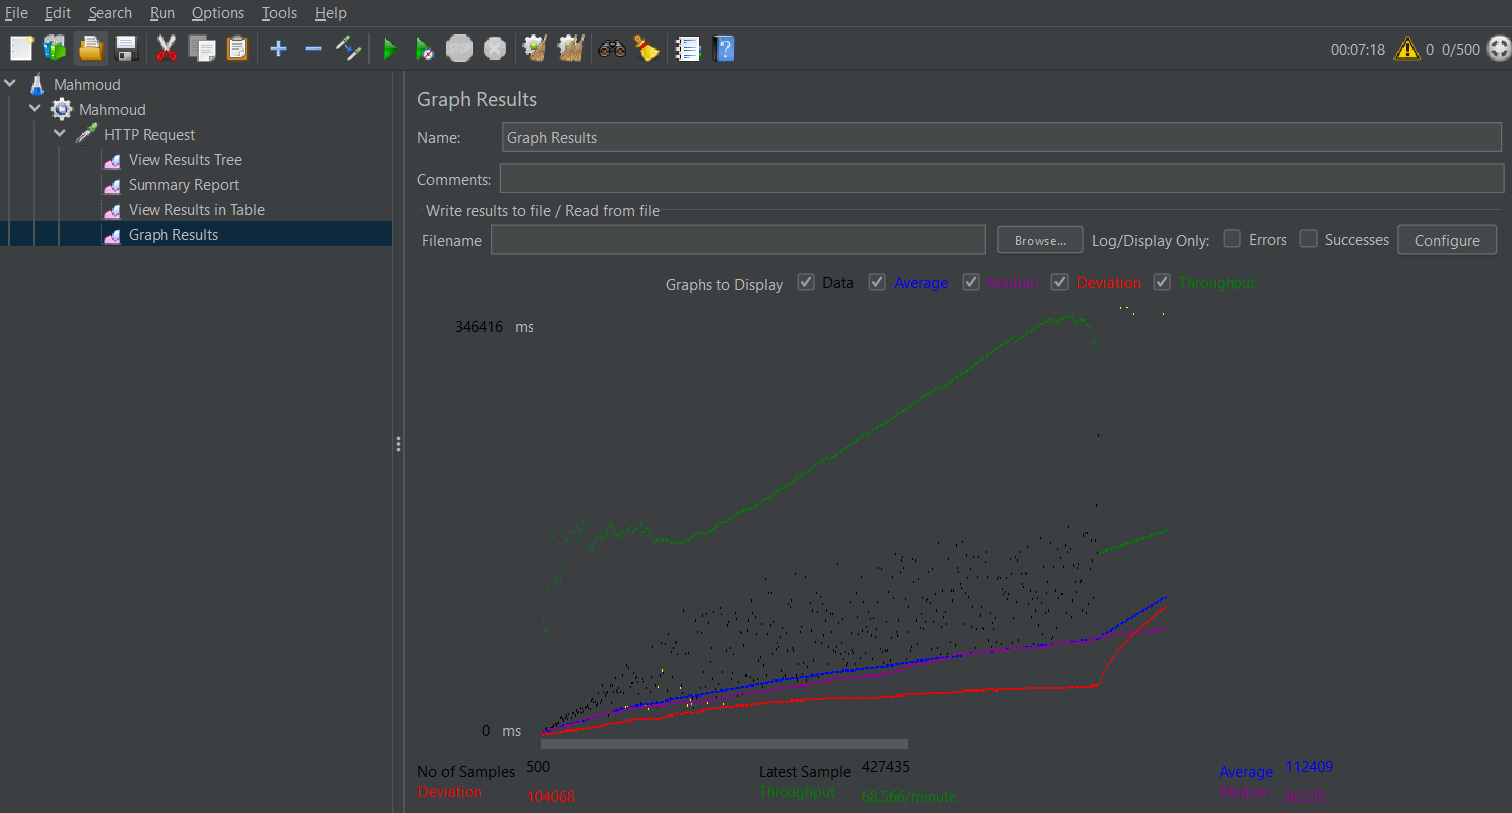 File Edit Search Run Options Tools Help
STOP 00:07:18 0 0/500
Mahmoud
Mahmoud
HTTP Request
View Results Tree
Summary Report
View Results in Table
Graph Results
Graph Results
Name: Graph Results
Comments:
Write results to file / Read from file
Filename Browse... Log/Display Only: Errors Successes Configure
Graphs to Display Data Average Median Deviation Throughput
346416 ms
0 ms
No of Samples 500 Latest Sample 427435 Average 112409
Deviation 104068 Throughput 68.566/minute Median